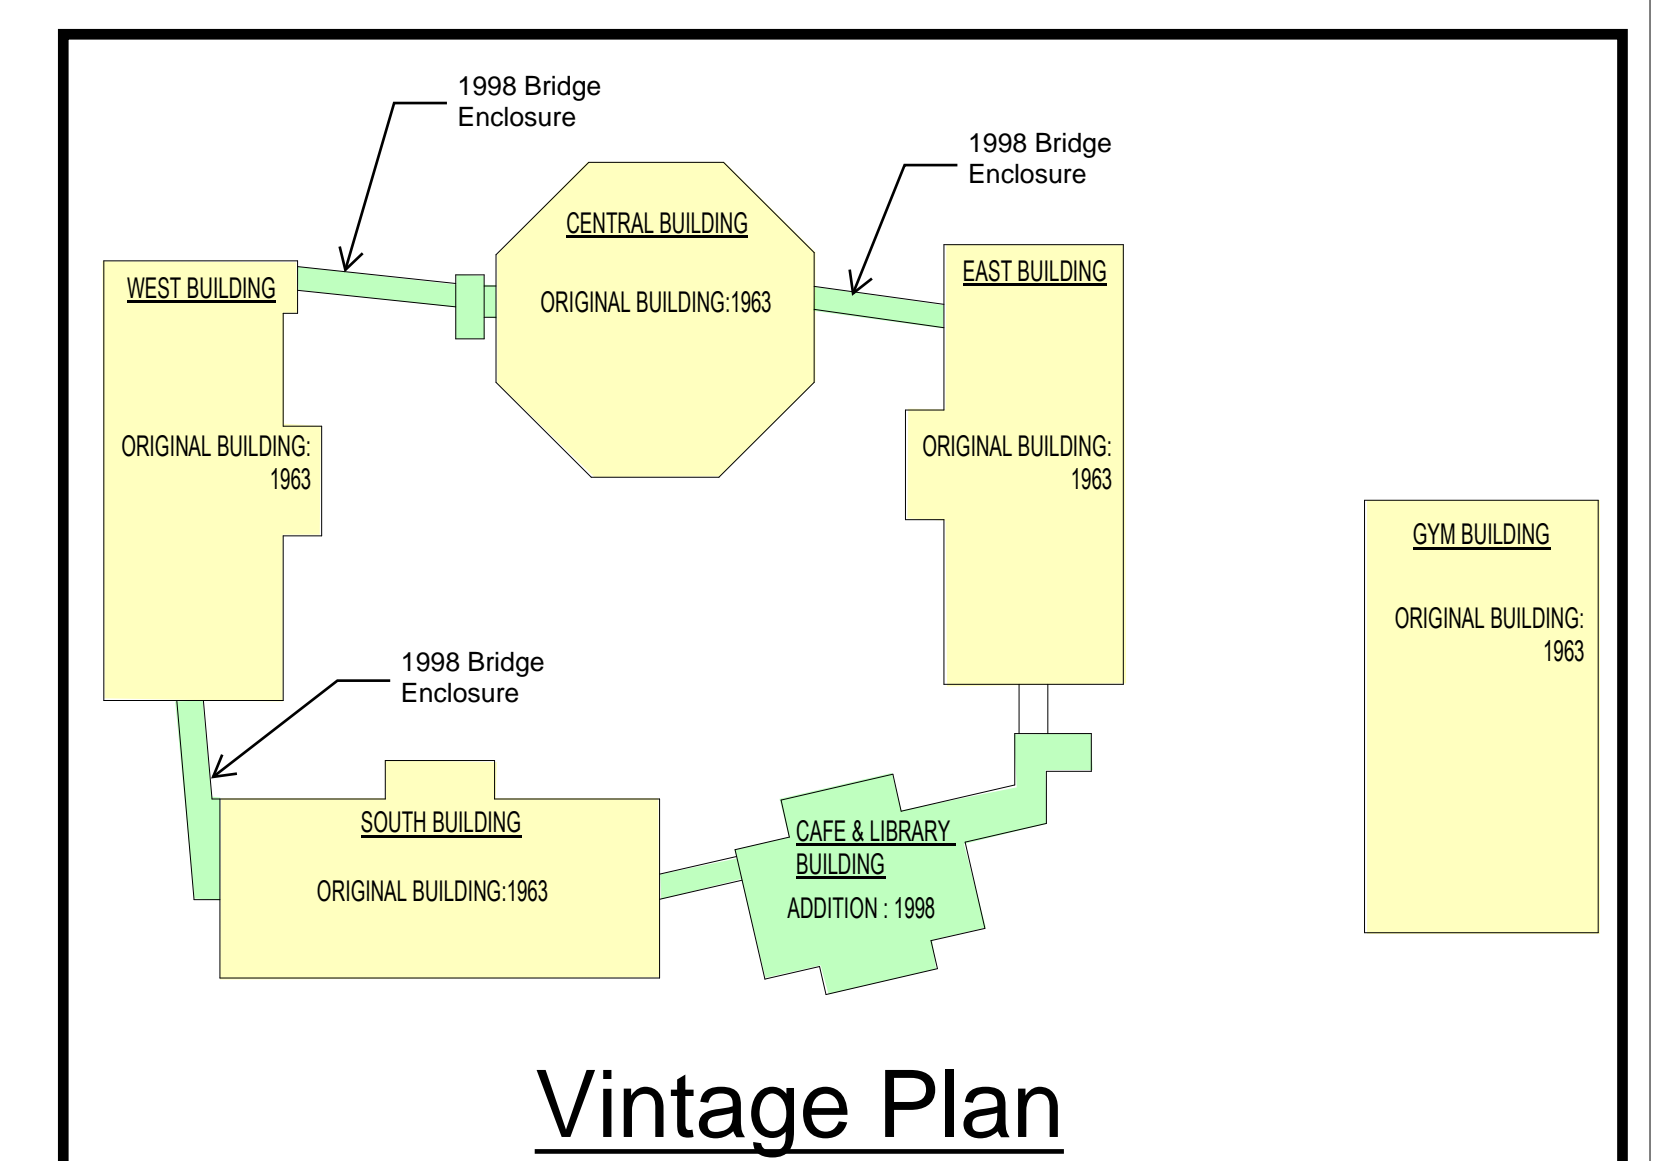 1998 Bridge
Enclosure
1998 Bridge
Enclosure
CENTRAL BUILDING
ORIGINAL BUILDING:1963
WEST BUILDING
ORIGINAL BUILDING:
1963
EAST BUILDING
ORIGINAL BUILDING:
1963
GYM BUILDING
ORIGINAL BUILDING:
1963
1998 Bridge
Enclosure
SOUTH BUILDING
ORIGINAL BUILDING:1963
CAFE & LIBRARY
BUILDING
ADDITION : 1998
Vintage Plan